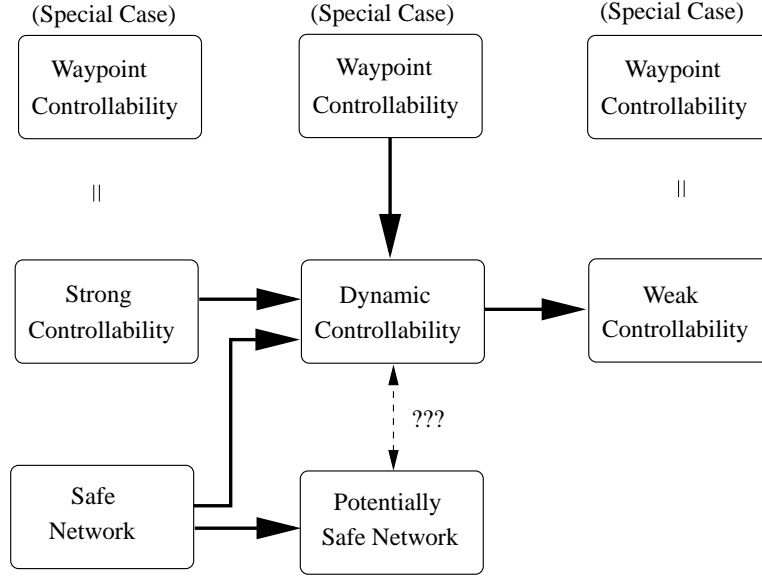 (Special Case)
(Special Case)
(Special Case)
Waypoint
Controllability
Waypoint
Controllability
Waypoint
Controllability
=
=
Strong
Controllability
Dynamic
Controllability
Weak
Controllability
???
Safe
Network
Potentially
Safe Network